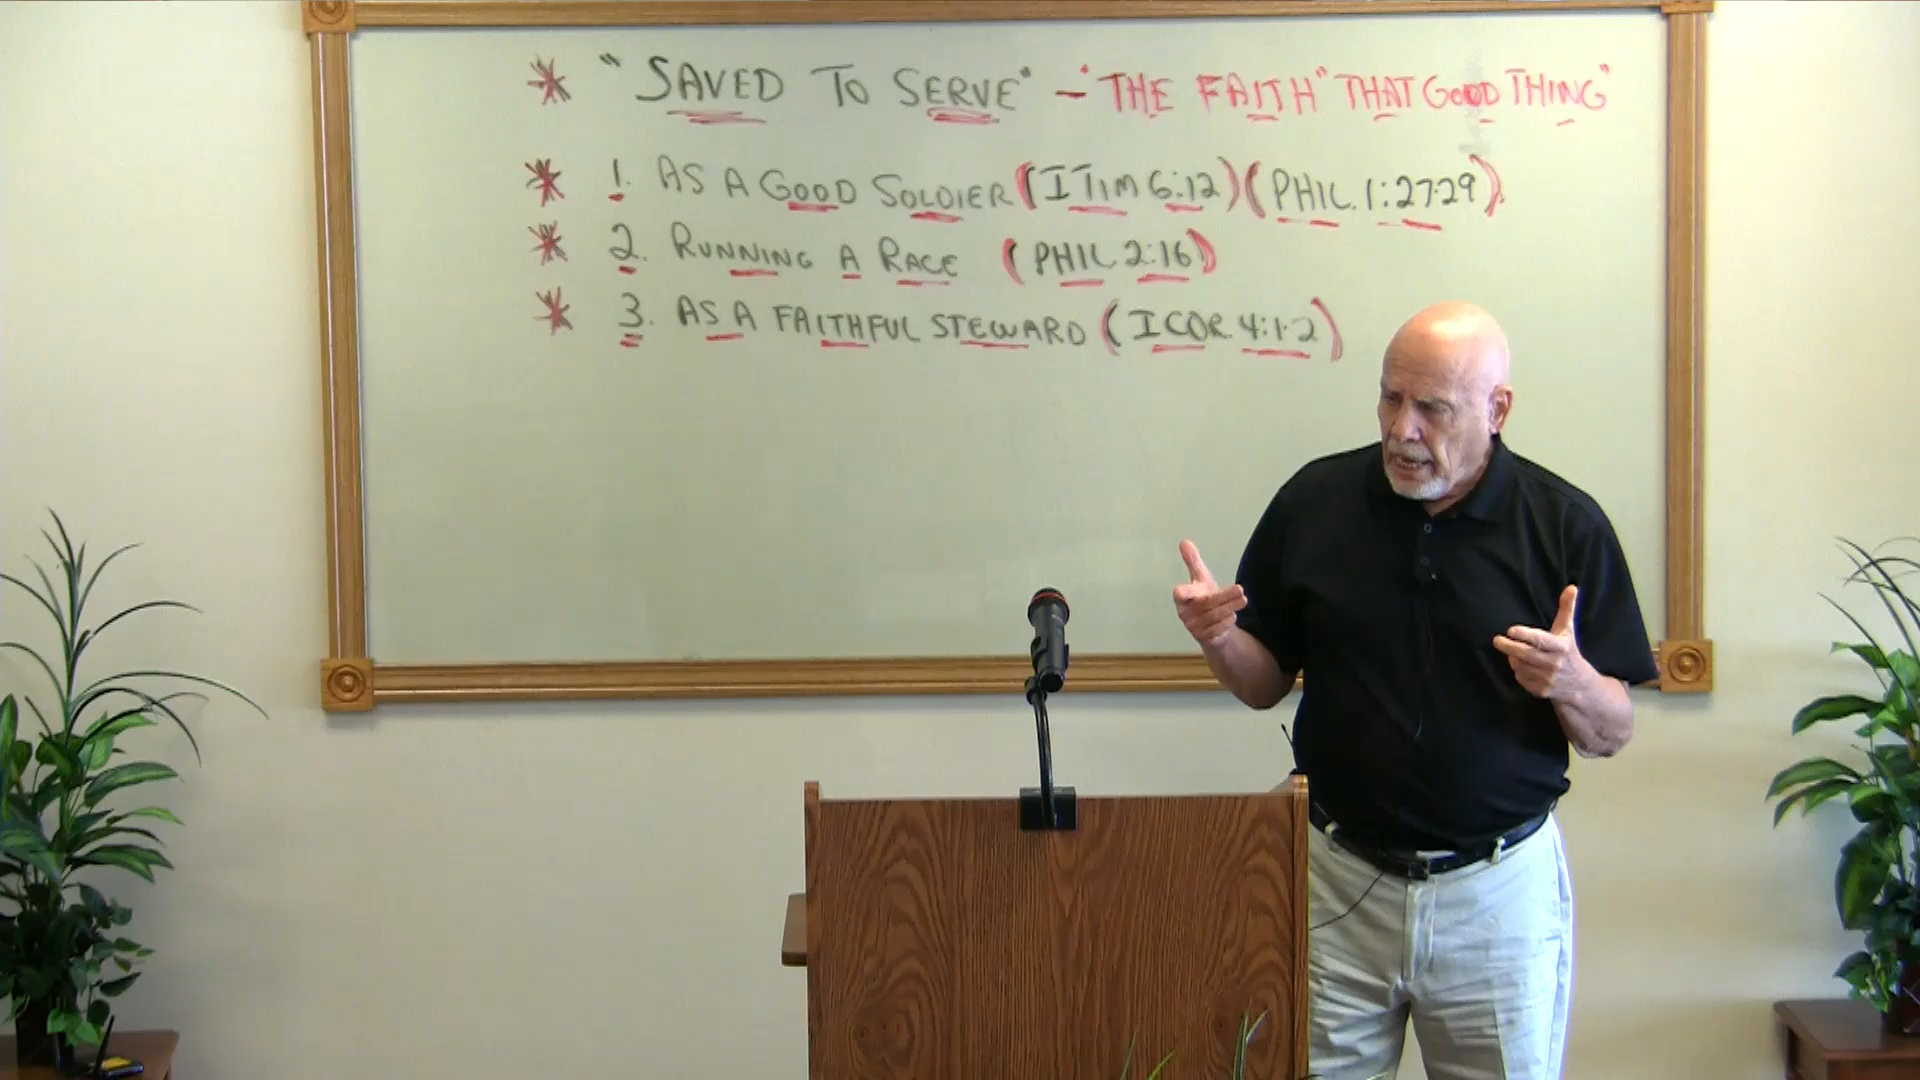 * "SAVED TO SERVE" - "THE FAITH" THAT GOOD THING"
* 1. AS A GOOD SOLDIER (I TIM 6:12) (PHIL. 1:27-29)
* 2. RUNNING A RACE (PHIL 2:16)
* 3. AS A FAITHFUL STEWARD (I COR. 4:1-2)